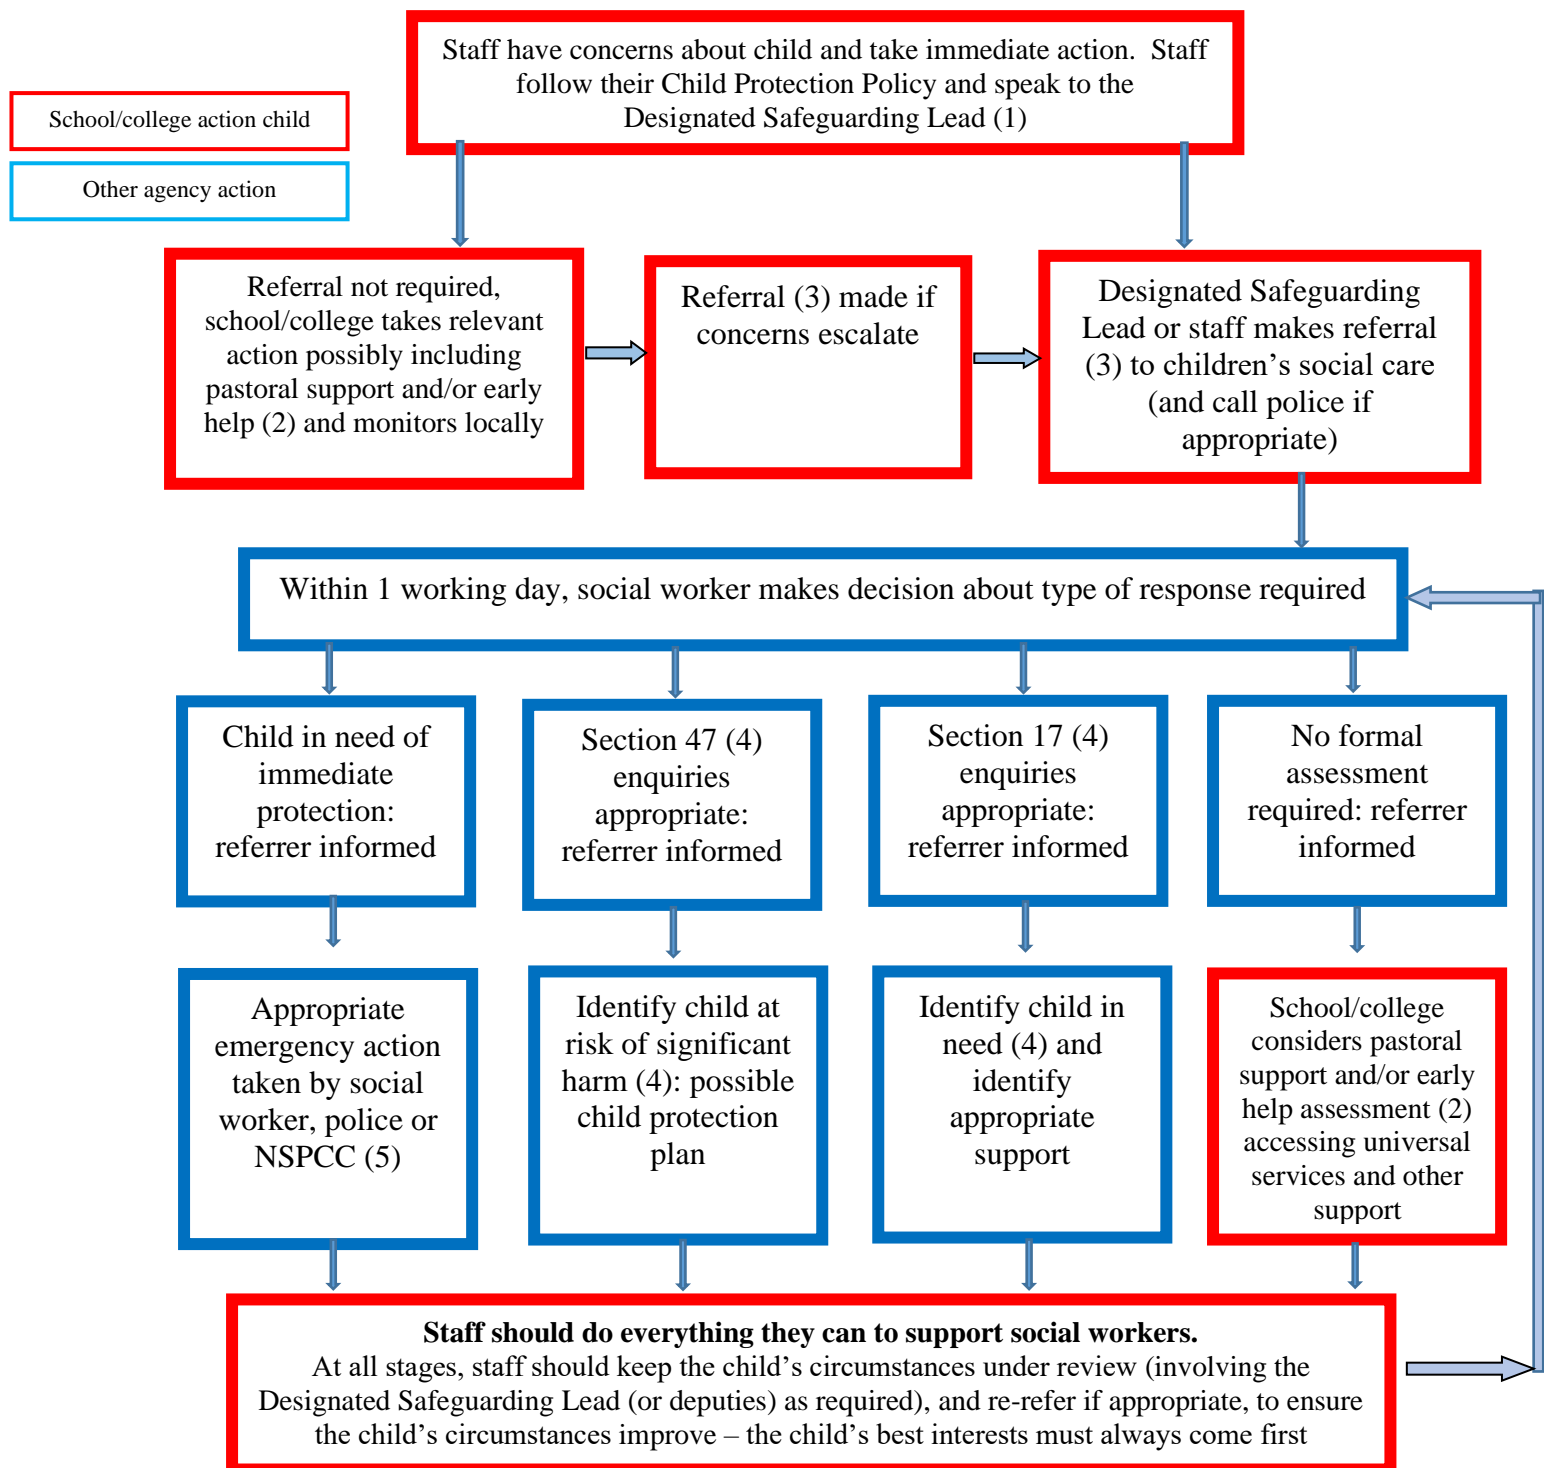 Staff have concerns about child and take immediate action.  Staff
follow their Child Protection Policy and speak to the
Designated Safeguarding Lead (1)
School/college action child
Other agency action
Referral not required,
school/college takes relevant
action possibly including
pastoral support and/or early
help (2) and monitors locally
Referral (3) made if
concerns escalate
Designated Safeguarding
Lead or staff makes referral
(3) to children’s social care
(and call police if
appropriate)
Within 1 working day, social worker makes decision about type of response required
Child in need of
immediate
protection:
referrer informed
Section 47 (4)
enquiries
appropriate:
referrer informed
Section 17 (4)
enquiries
appropriate:
referrer informed
No formal
assessment
required: referrer
informed
Appropriate
emergency action
taken by social
worker, police or
NSPCC (5)
Identify child at
risk of significant
harm (4): possible
child protection
plan
Identify child in
need (4) and
identify
appropriate
support
School/college
considers pastoral
support and/or early
help assessment (2)
accessing universal
services and other
support
Staff should do everything they can to support social workers.
At all stages, staff should keep the child’s circumstances under review (involving the
Designated Safeguarding Lead (or deputies) as required), and re-refer if appropriate, to ensure
the child’s circumstances improve – the child’s best interests must always come first